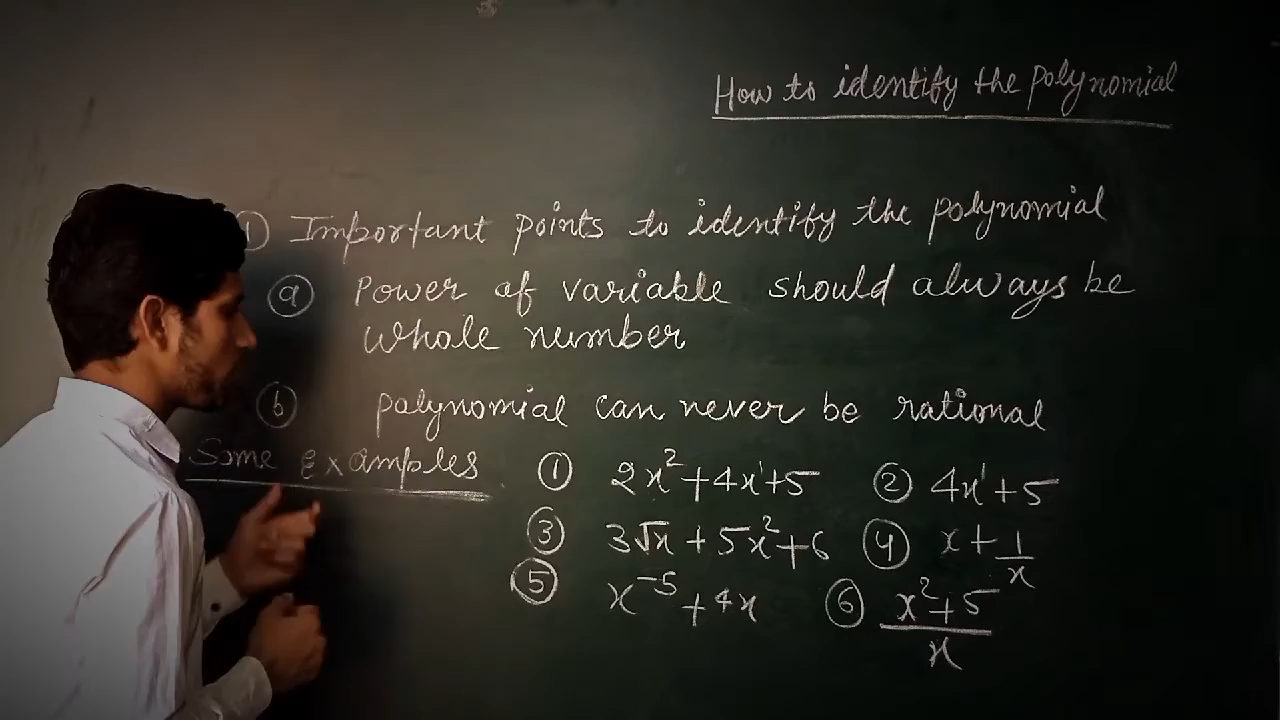 How to identify the polynomial
① Important points to identify the polynomial
ⓐ Power of variable should always be
whole number
ⓑ polynomial can never be rational
Some Examples ① 2x²+4x¹+5 ② 4x¹+5
③ 3√x+5x²+6 ④ x+1/x
⑤ x⁻⁵+4x ⑥ x²+5/x